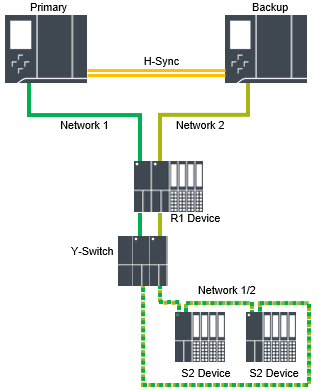 Primary
Backup
H-Sync
Network 1
Network 2
R1 Device
Y-Switch
Network 1/2
S2 Device
S2 Device